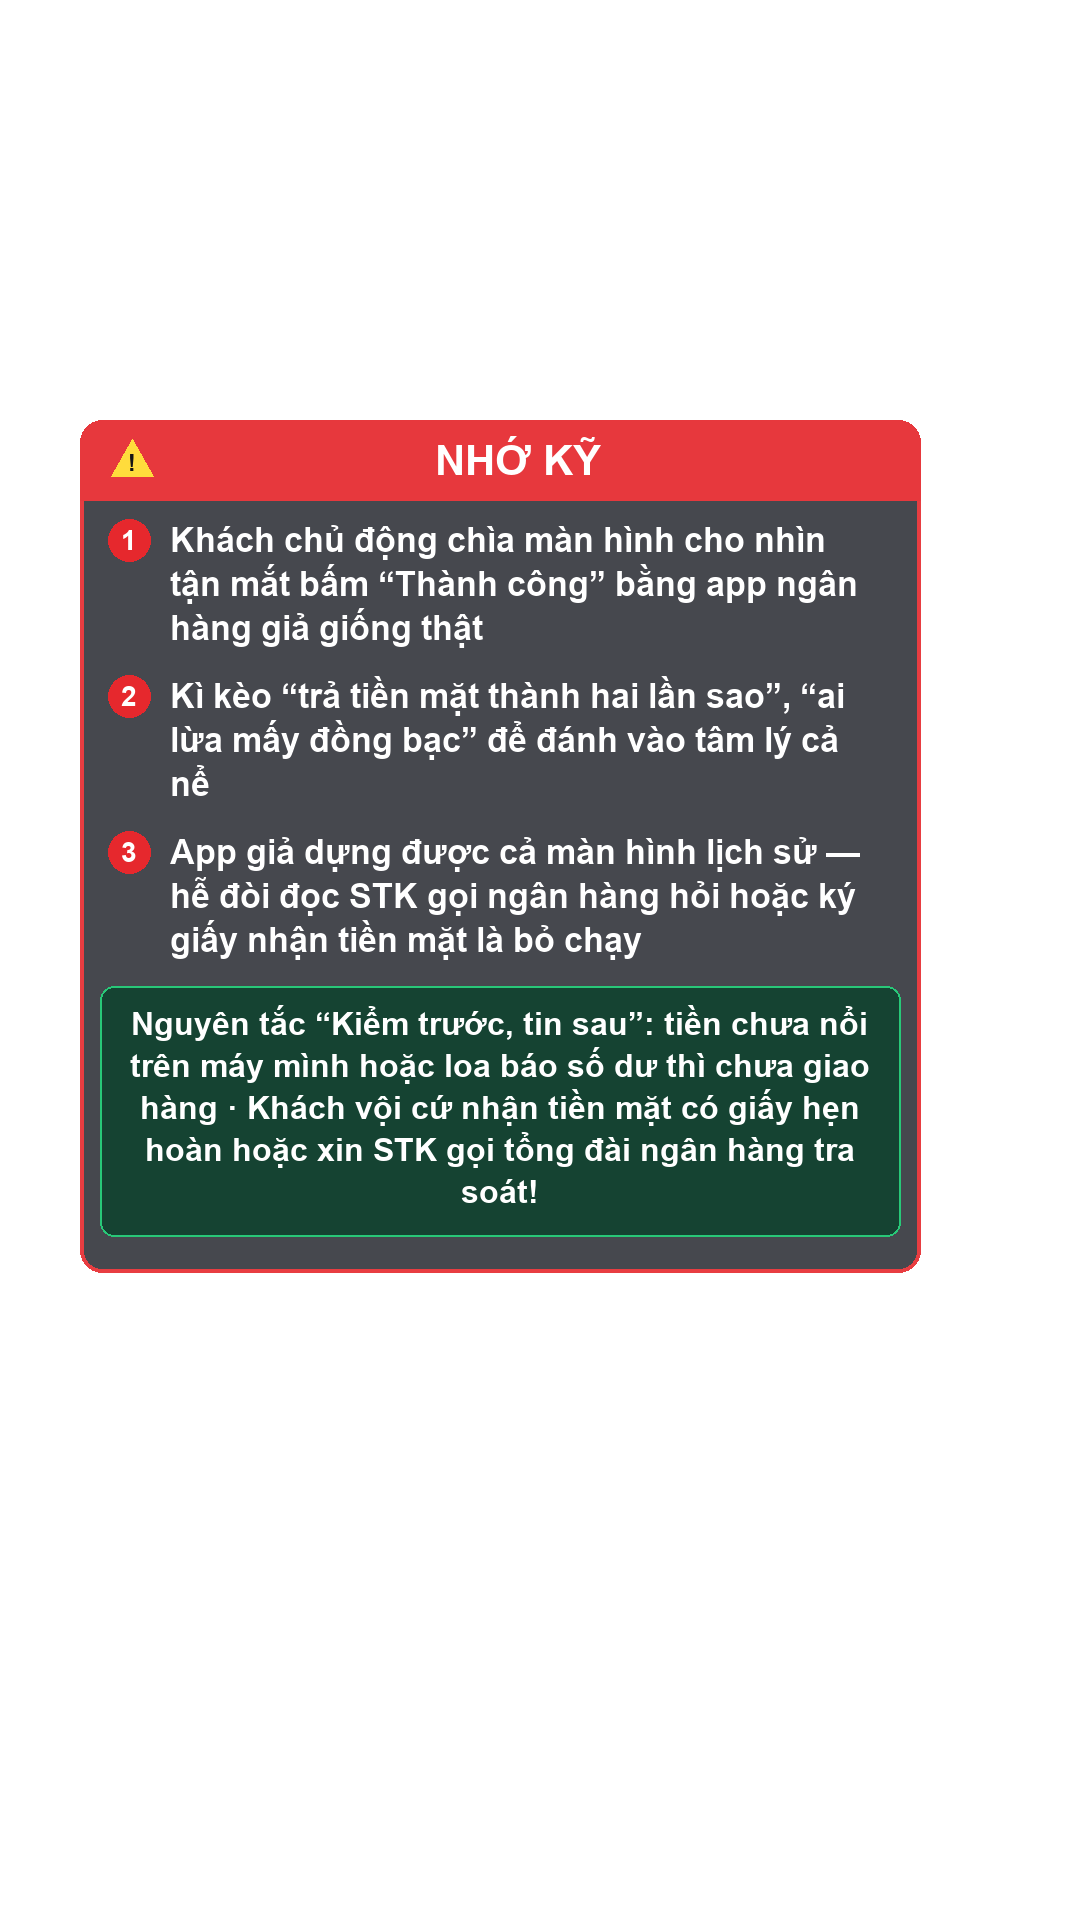 !
NHỚ KỸ
1
Khách chủ động chìa màn hình cho nhìn
tận mắt bấm “Thành công” bằng app ngân
hàng giả giống thật
2
Kì kèo “trả tiền mặt thành hai lần sao”, “ai
lừa mấy đồng bạc” để đánh vào tâm lý cả
nể
3
App giả dựng được cả màn hình lịch sử —
hễ đòi đọc STK gọi ngân hàng hỏi hoặc ký
giấy nhận tiền mặt là bỏ chạy
Nguyên tắc “Kiểm trước, tin sau”: tiền chưa nổi
trên máy mình hoặc loa báo số dư thì chưa giao
hàng · Khách vội cứ nhận tiền mặt có giấy hẹn
hoàn hoặc xin STK gọi tổng đài ngân hàng tra
soát!